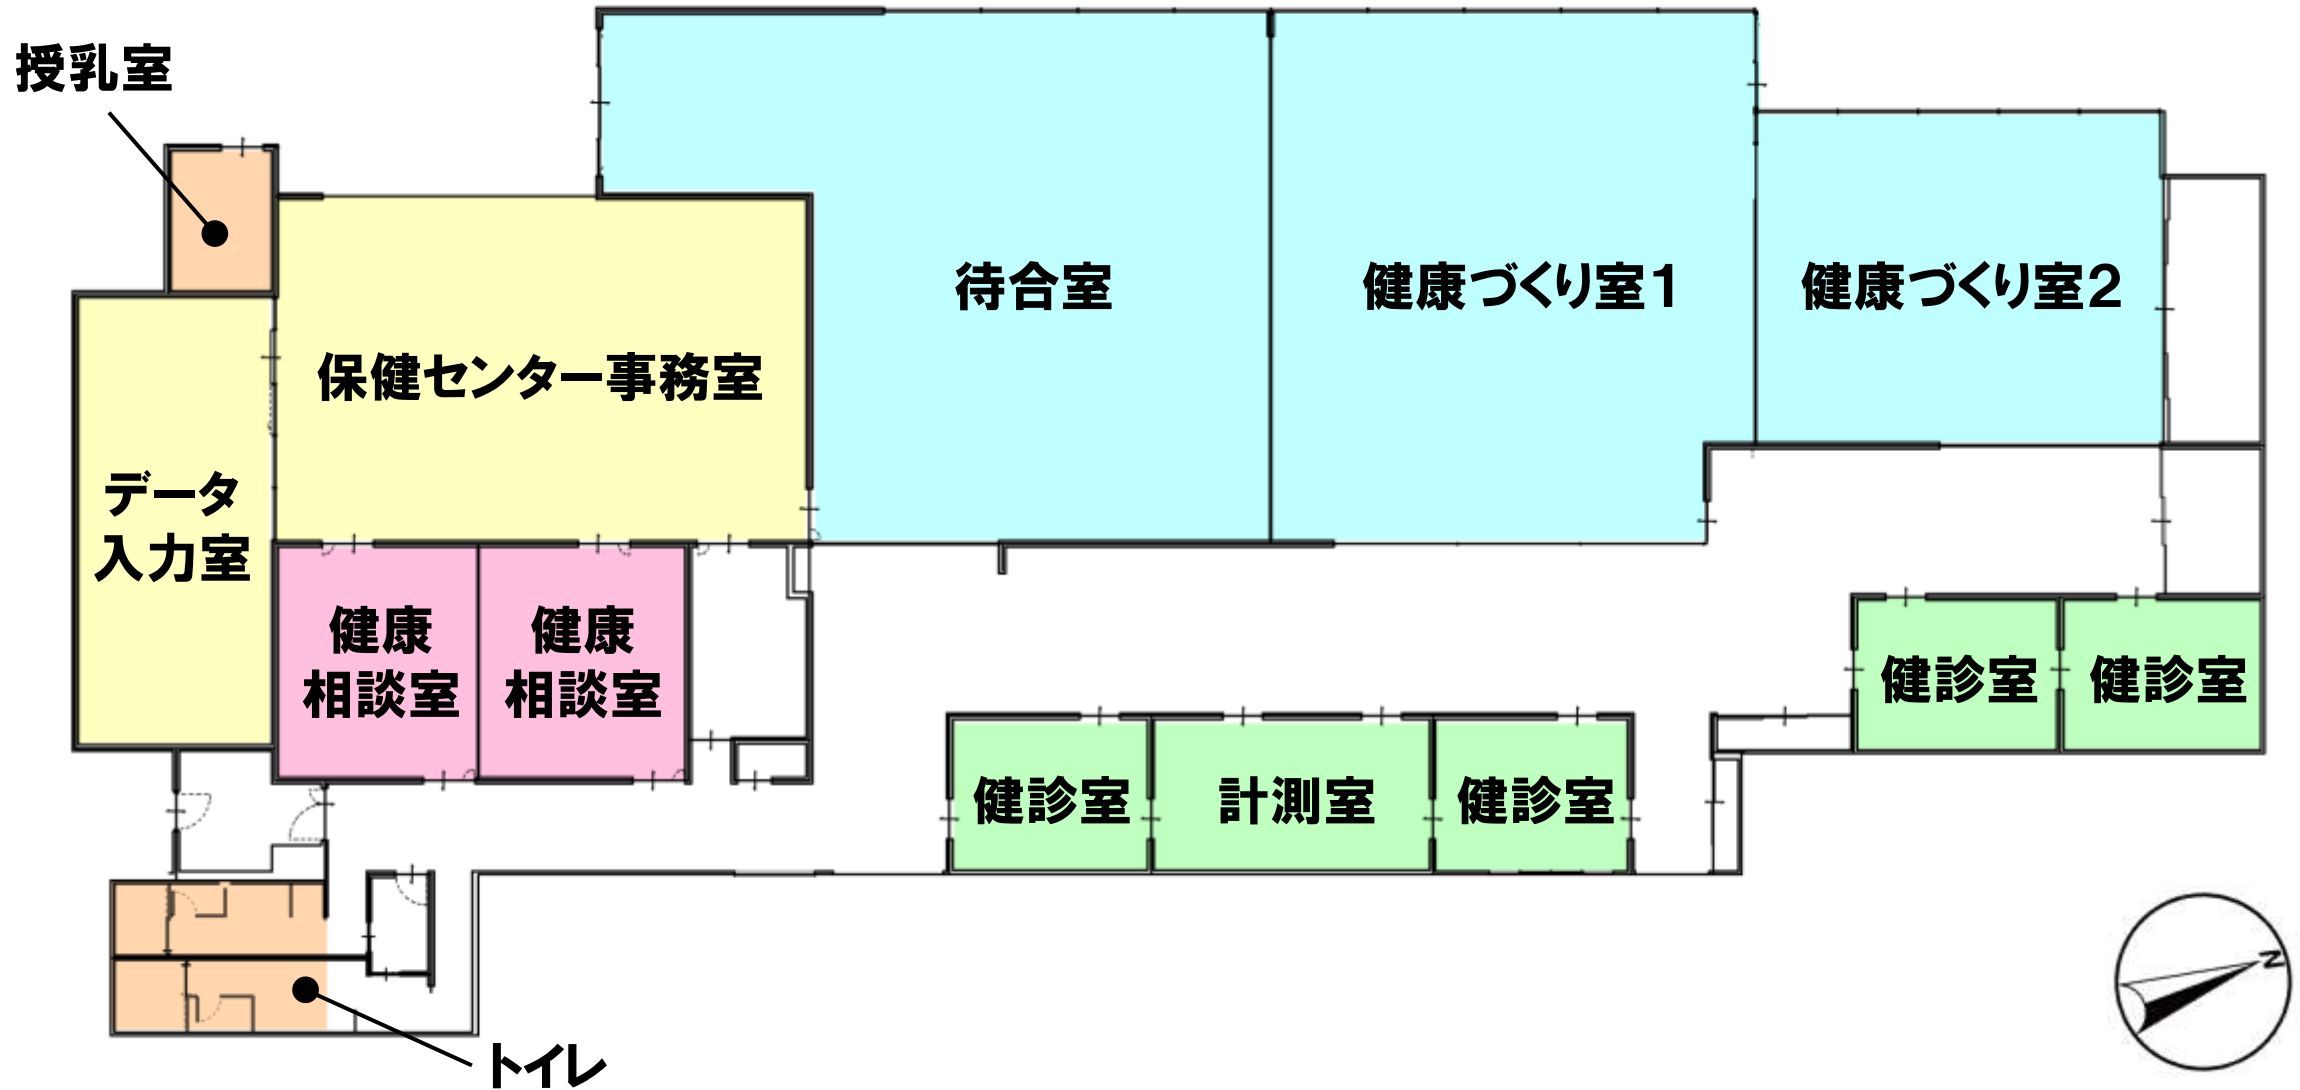 授乳室
待合室
健康づくり室1
健康づくり室2
保健センター事務室
データ
入力室
健康
相談室
健康
相談室
健診室
健診室
健診室
計測室
健診室
トイレ
N